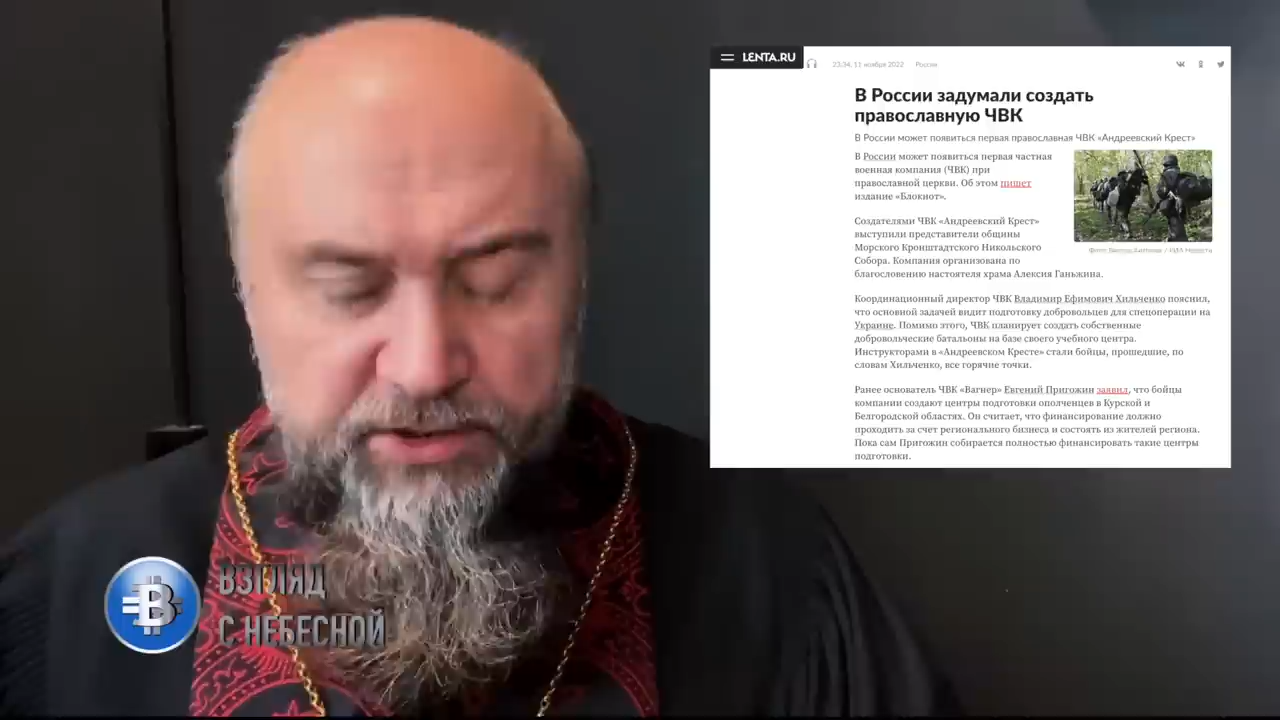 LENTA.RU
23:34, 11 ноября 2022 Россия
В России задумали создать
православную ЧВК
В России может появиться первая православная ЧВК «Андреевский Крест»
В России может появиться первая частная
военная компания (ЧВК) при
православной церкви. Об этом пишет
издание «Блокнот».
Создателями ЧВК «Андреевский Крест»
выступили представители общины
Морского Кронштадтского Никольского
Собора. Компания организована по
благословению настоятеля храма Алексия Ганьжина.
Координационный директор ЧВК Владимир Ефимович Хильченко пояснил,
что основной задачей видит подготовку добровольцев для спецоперации на
Украине. Помимо этого, ЧВК планирует создать собственные
добровольческие батальоны на базе своего учебного центра.
Инструкторами в «Андреевском Кресте» стали бойцы, прошедшие, по
словам Хильченко, все горячие точки.
Ранее основатель ЧВК «Вагнер» Евгений Пригожин заявил, что бойцы
компании создают центры подготовки ополченцев в Курской и
Белгородской областях. Он считает, что финансирование должно
проходить за счет регионального бизнеса и состоять из жителей региона.
Пока сам Пригожин собирается полностью финансировать такие центры
подготовки.
ВЗГЛЯД
С НЕБЕСНОЙ